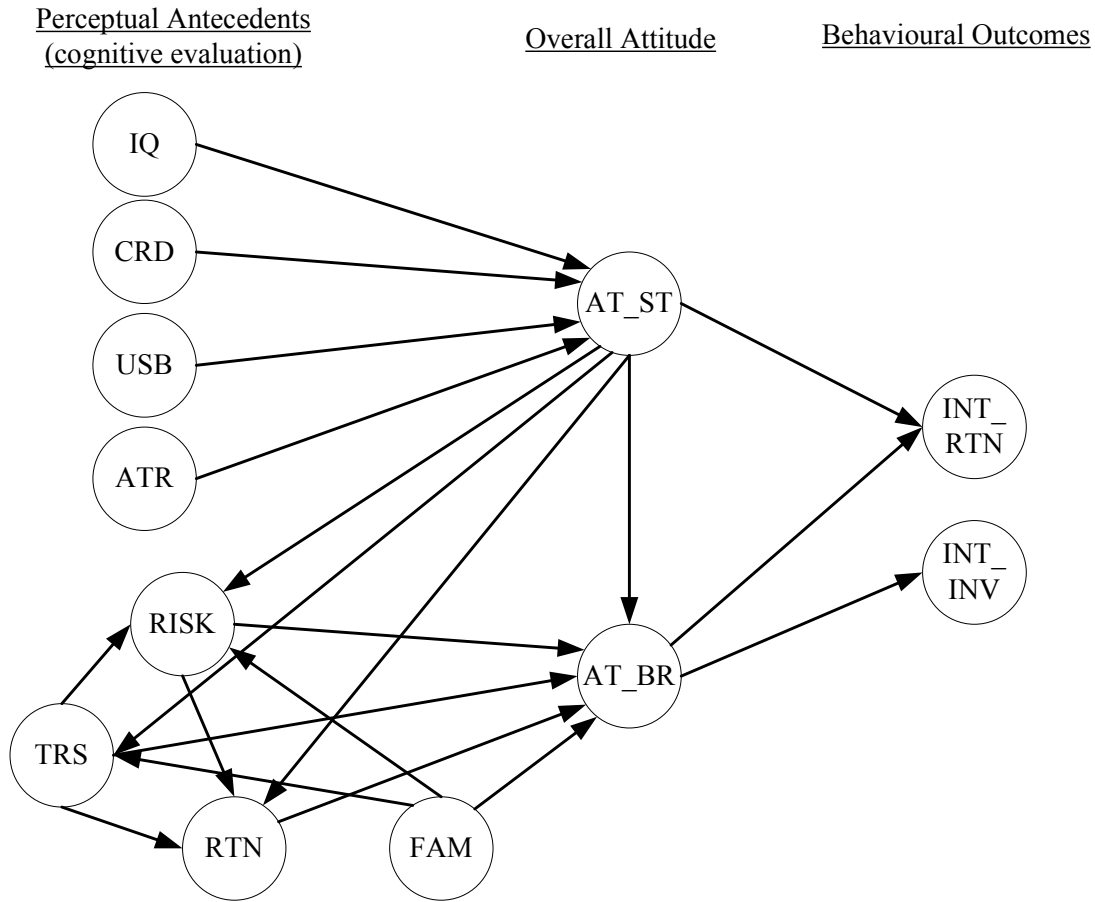 Perceptual Antecedents
(cognitive evaluation)
Overall Attitude
Behavioural Outcomes
IQ
CRD
USB
ATR
AT_ST
INT_
RTN
INT_
INV
RISK
AT_BR
TRS
RTN
FAM